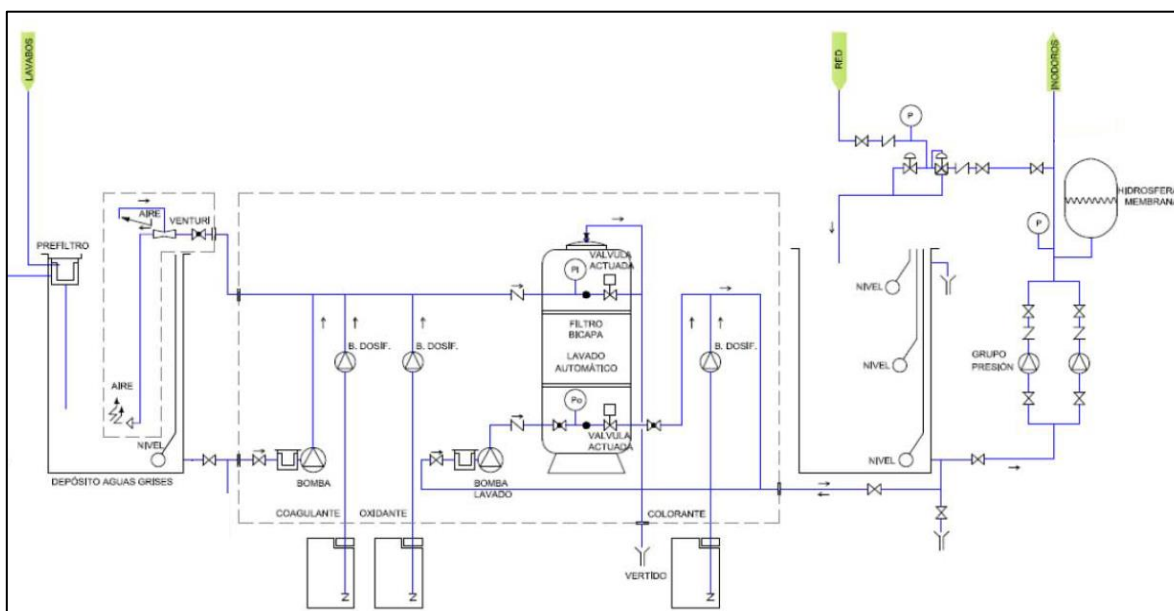 LAVABOS
RED
INODOROS
P
HIDROSFERA
MEMBRANA
AIRE
VENTURI
PREFILTRO
P
VALVULA
ACTUADA
PI
NIVEL
FILTRO
BICAPA
B. DOSIF.
B. DOSIF.
LAVADO
AUTOMÁTICO
B. DOSIF.
NIVEL
GRUPO
PRESIÓN
AIRE
Po
NIVEL
VALVULA
ACTUADA
NIVEL
DEPÓSITO AGUAS GRISES
BOMBA
BOMBA
LAVADO
COAGULANTE
OXIDANTE
COLORANTE
VERTIDO